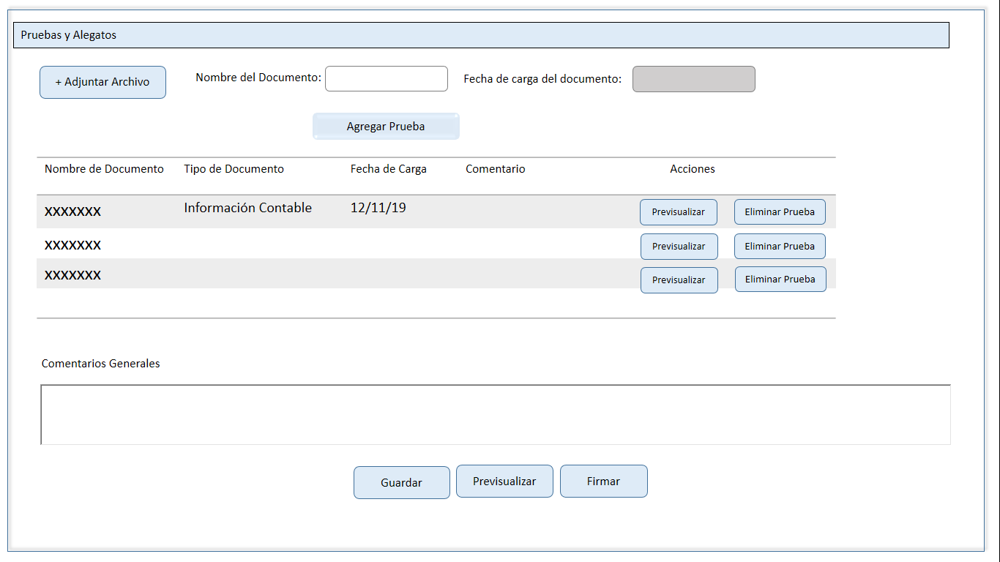 Pruebas y Alegatos
+ Adjuntar Archivo Nombre del Documento: Fecha de carga del documento:
Agregar Prueba
Nombre de Documento Tipo de Documento Fecha de Carga Comentario Acciones
XXXXXXX Información Contable 12/11/19 Previsualizar Eliminar Prueba
XXXXXXX Previsualizar Eliminar Prueba
XXXXXXX Previsualizar Eliminar Prueba
Comentarios Generales
Guardar Previsualizar Firmar